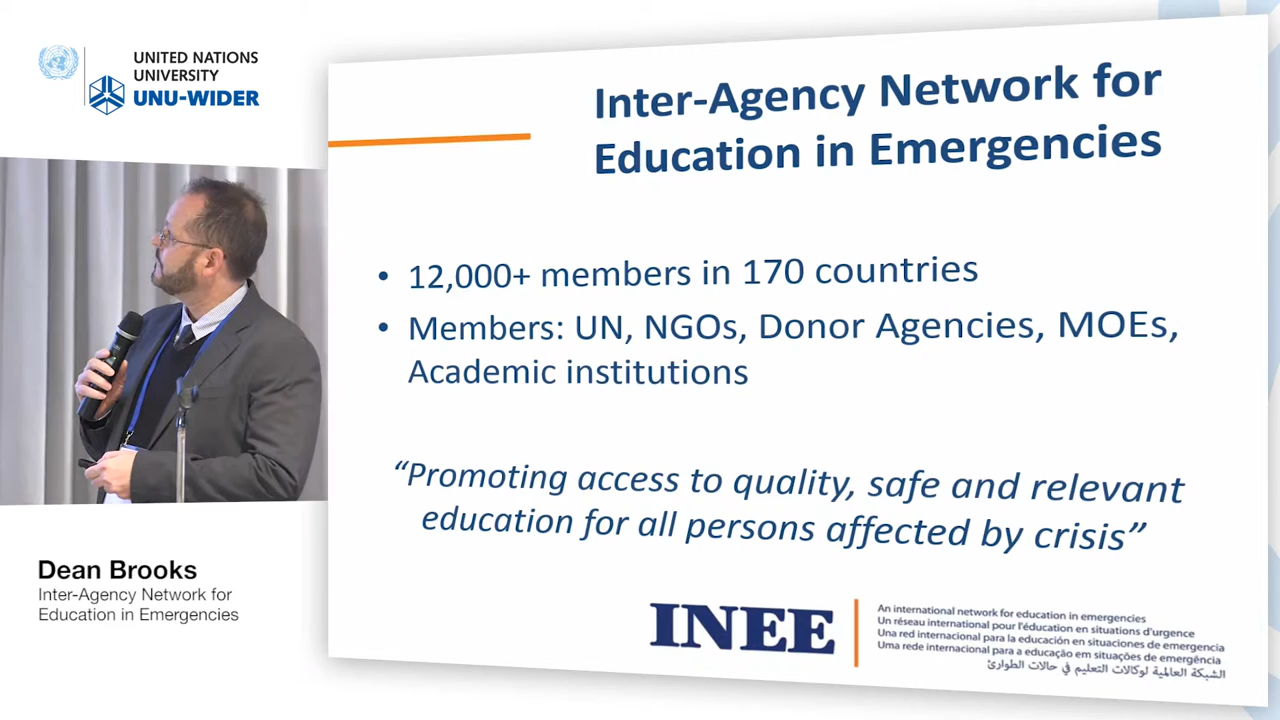 UNITED NATIONS
UNIVERSITY
UNU-WIDER
Inter-Agency Network for
Education in Emergencies
• 12,000+ members in 170 countries
• Members: UN, NGOs, Donor Agencies, MOEs,
Academic institutions
“Promoting access to quality, safe and relevant
education for all persons affected by crisis”
Dean Brooks
Inter-Agency Network for
Education in Emergencies
INEE
An international network for education in emergencies
Un réseau international pour l'éducation en situations d'urgence
Una red internacional para la educación en situaciones de emergencia
Uma rede internacional para a educação em situações de emergência
الشبكة العالمية لوكالات التعليم في حالات الطوارئ